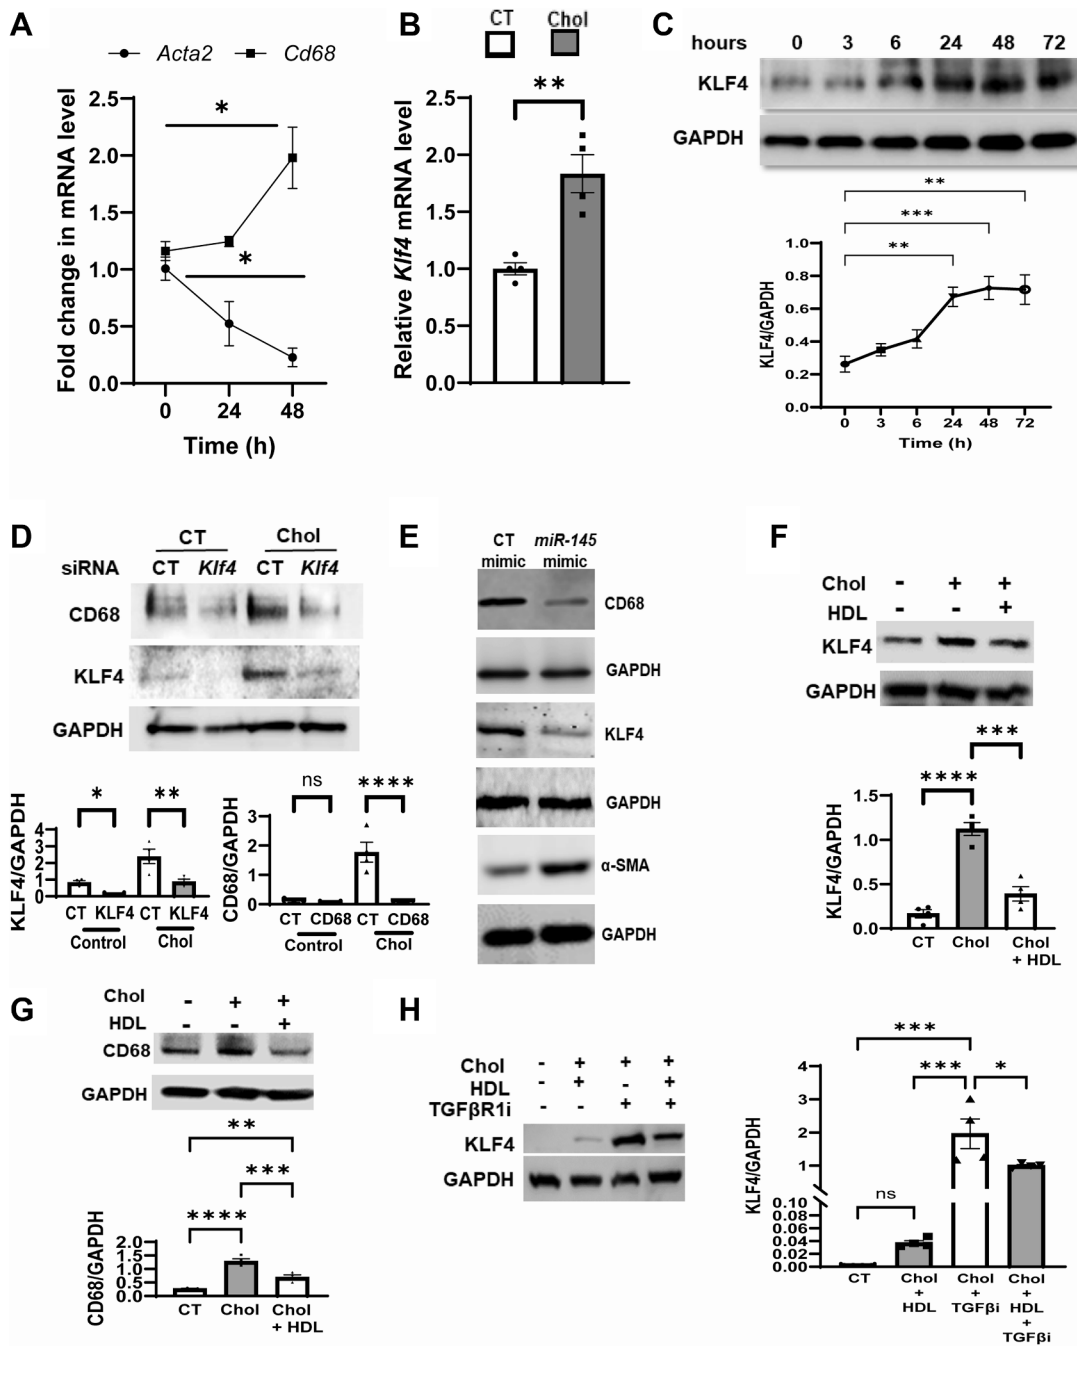 A
Acta2 Cd68
Fold change in mRNA level
2.5
2.0
1.5
1.0
0.5
0.0
*
*
0 24 48
Time (h)
B
CT Chol
Relative Klf4 mRNA level
2.5
2.0
1.5
1.0
0.5
0.0
**
C
hours 0 3 6 24 48 72
KLF4
GAPDH
**
***
**
KLF4/GAPDH
1.0
0.8
0.6
0.4
0.2
0.0
0 3 6 24 48 72
Time (h)
D
CT Chol
siRNA CT Klf4 CT Klf4
CD68
KLF4
GAPDH
* **
KLF4/GAPDH
4
3
2
1
0
CT KLF4 CT KLF4
Control Chol
ns ****
CD68/GAPDH
3
2
1
0
CT CD68 CT CD68
Control Chol
E
CT miR-145
mimic mimic
CD68
GAPDH
KLF4
GAPDH
α-SMA
GAPDH
F
Chol - + +
HDL - - +
KLF4
GAPDH
***
****
KLF4/GAPDH
1.5
1.0
0.5
0.0
CT Chol Chol
+ HDL
G
Chol - + +
HDL - - +
CD68
GAPDH
**
***
****
CD68/GAPDH
2.0
1.5
1.0
0.5
0.0
CT Chol Chol
+ HDL
H
Chol - + + +
HDL - + - +
TGFβR1i - - + +
KLF4
GAPDH
***
*** *
ns
KLF4/GAPDH
4
3
2
1
0.10
0.08
0.06
0.04
0.02
0.00
CT Chol Chol Chol
+ + +
HDL TGFβi HDL
+
TGFβi